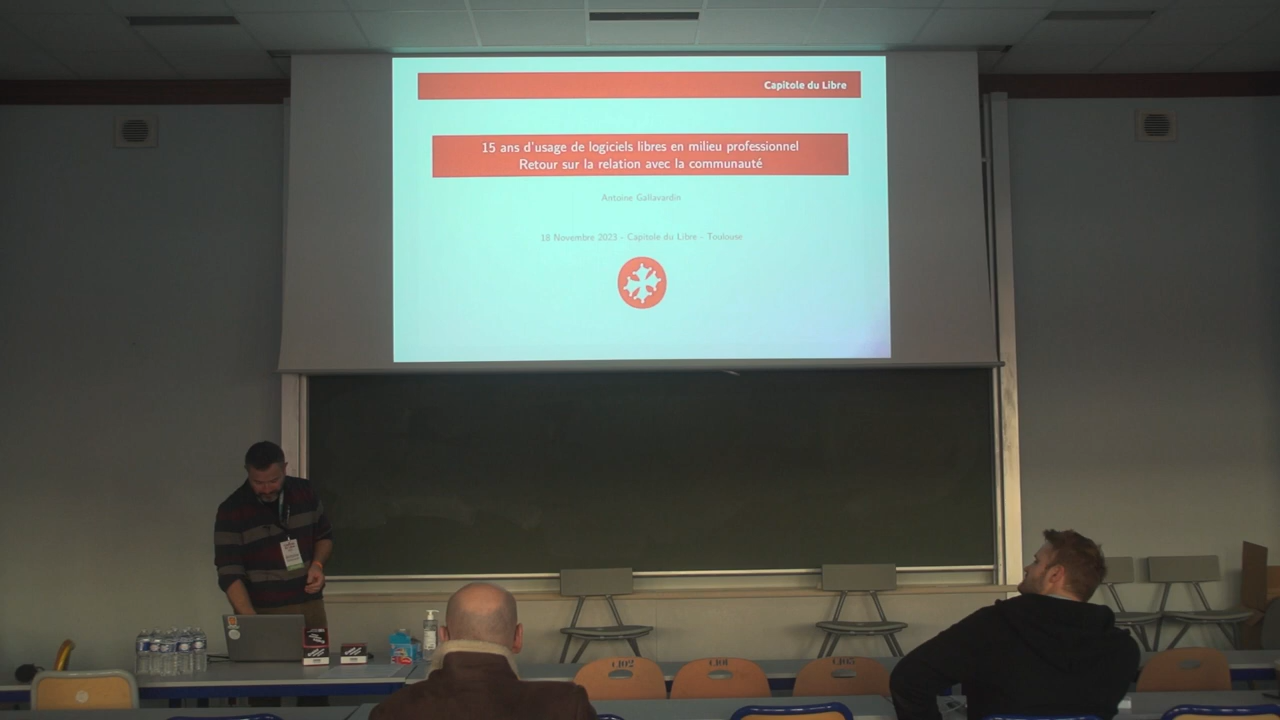 Capitole du Libre
15 ans d'usage de logiciels libres en milieu professionnel
Retour sur la relation avec la communauté
Antoine Gallavardin
18 Novembre 2023 - Capitole du Libre - Toulouse